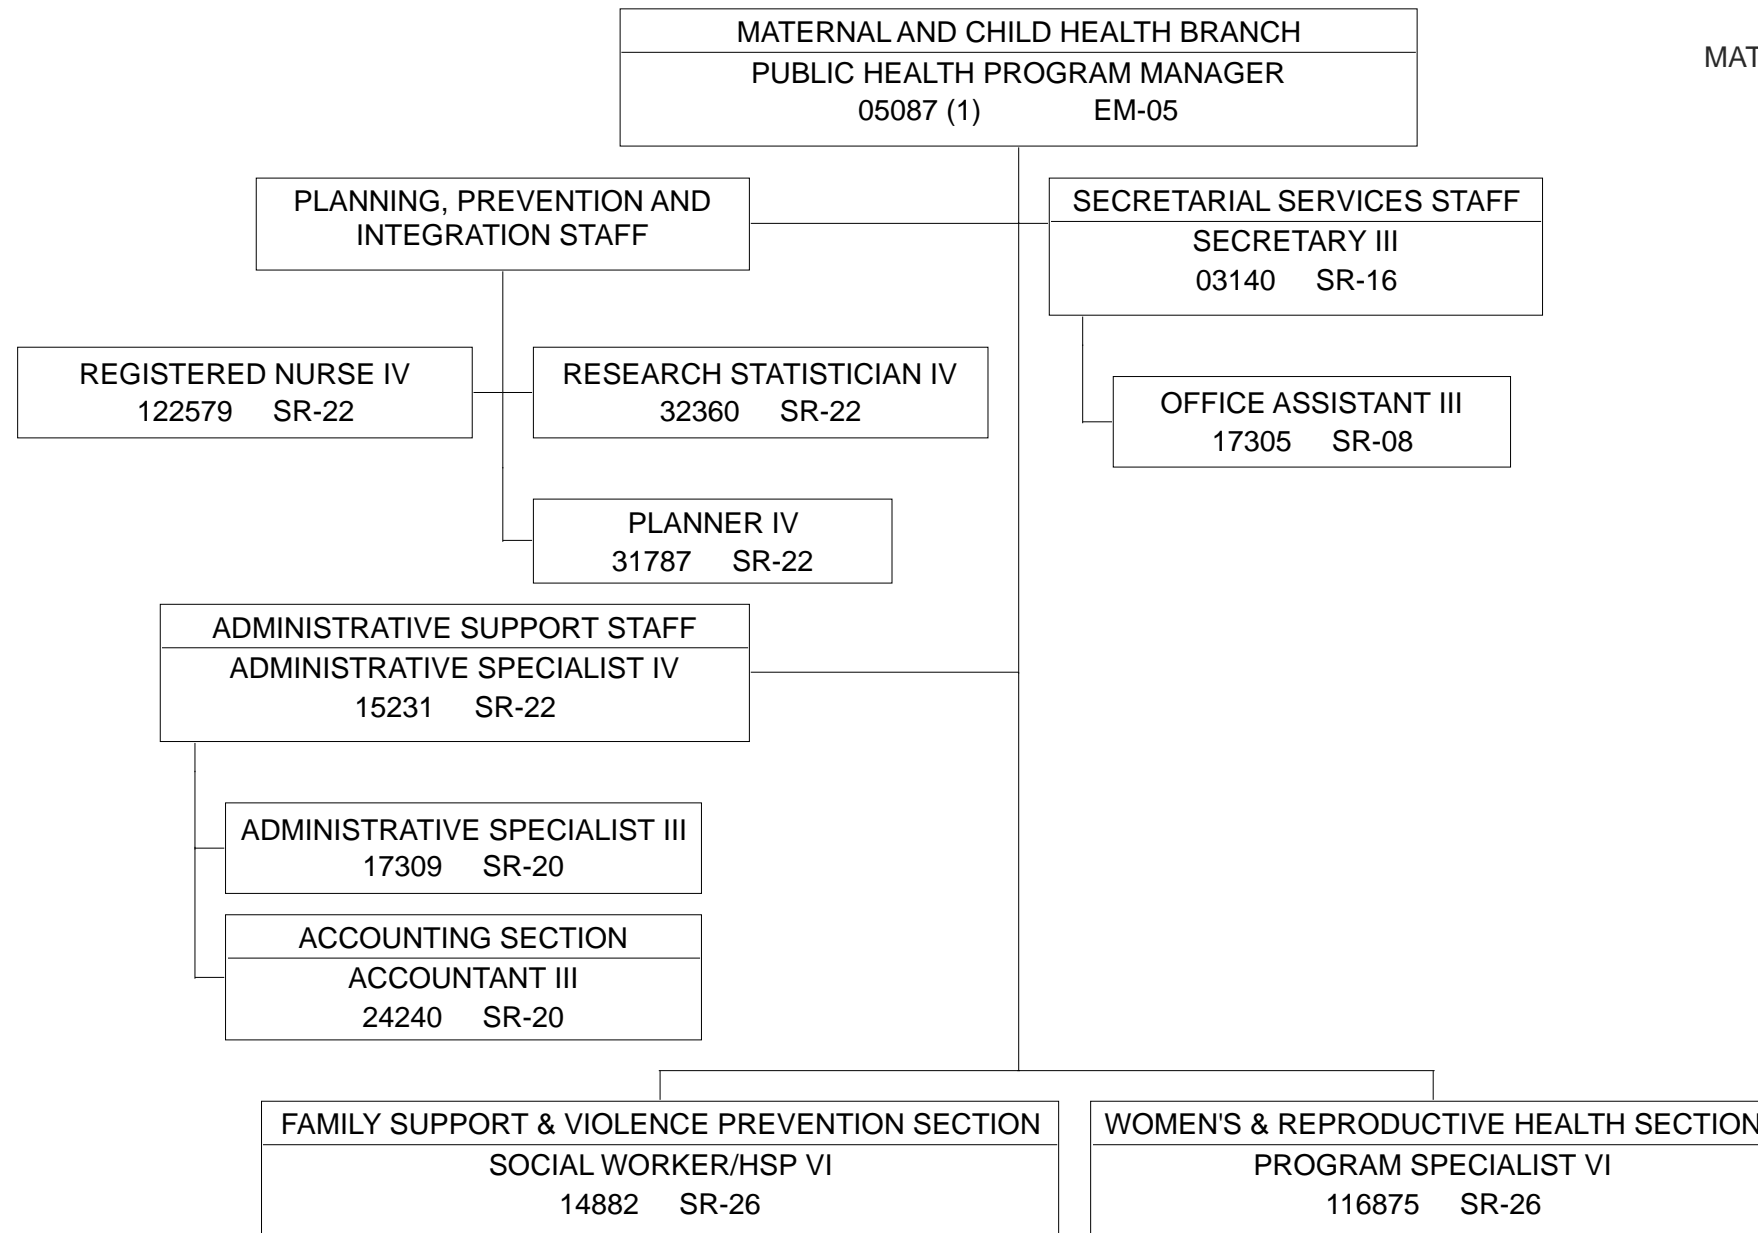 MATERNAL AND CHILD HEALTH BRANCH
PUBLIC HEALTH PROGRAM MANAGER
05087 (1) EM-05
MAT
PLANNING, PREVENTION AND
INTEGRATION STAFF
SECRETARIAL SERVICES STAFF
SECRETARY III
03140 SR-16
REGISTERED NURSE IV
122579 SR-22
RESEARCH STATISTICIAN IV
32360 SR-22
OFFICE ASSISTANT III
17305 SR-08
PLANNER IV
31787 SR-22
ADMINISTRATIVE SUPPORT STAFF
ADMINISTRATIVE SPECIALIST IV
15231 SR-22
ADMINISTRATIVE SPECIALIST III
17309 SR-20
ACCOUNTING SECTION
ACCOUNTANT III
24240 SR-20
FAMILY SUPPORT & VIOLENCE PREVENTION SECTION
SOCIAL WORKER/HSP VI
14882 SR-26
WOMEN'S & REPRODUCTIVE HEALTH SECTION
PROGRAM SPECIALIST VI
116875 SR-26